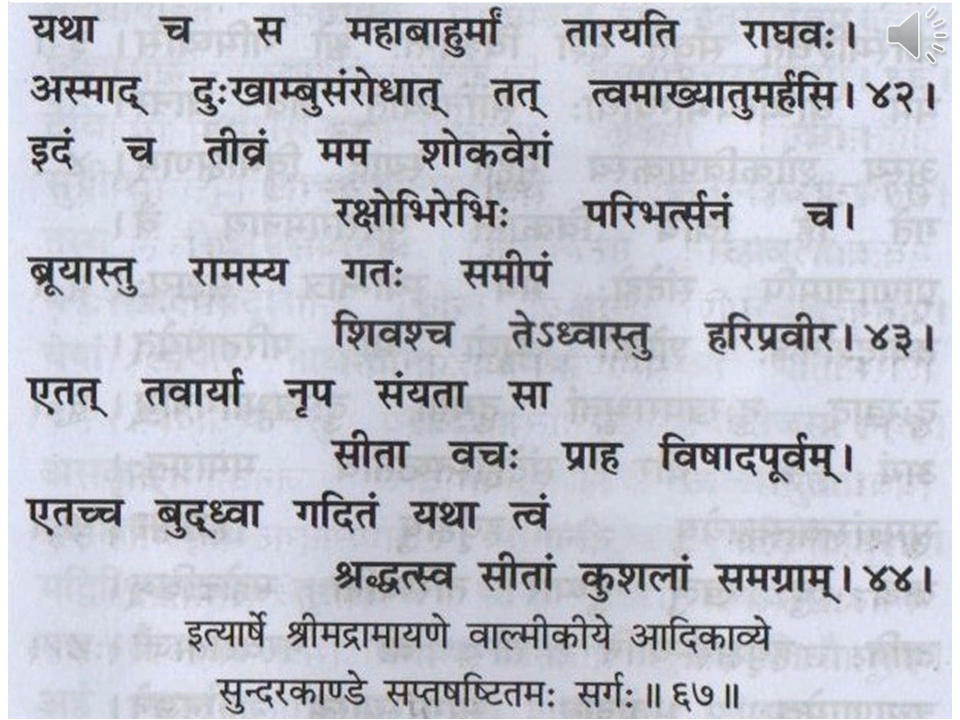 यथा च स महाबाहुर्मां तारयति राघवः।
अस्माद् दुःखाम्बुसंरोधात् तत् त्वमाख्यातुमर्हसि। ४२।
इदं च तीव्रं मम शोकवेगं
रक्षोभिरेभिः परिभर्त्सनं च।
ब्रूयास्तु रामस्य गतः समीपं
शिवश्च तेऽध्वास्तु हरिप्रवीर। ४३।
एतत् तवार्या नृप संयता सा
सीता वचः प्राह विषादपूर्वम्।
एतच्च बुद्ध्वा गदितं यथा त्वं
श्रद्धत्स्व सीतां कुशलां समग्राम्। ४४।
इत्यार्षे श्रीमद्रामायणे वाल्मीकीये आदिकाव्ये
सुन्दरकाण्डे सप्तषष्टितमः सर्गः॥ ६७॥